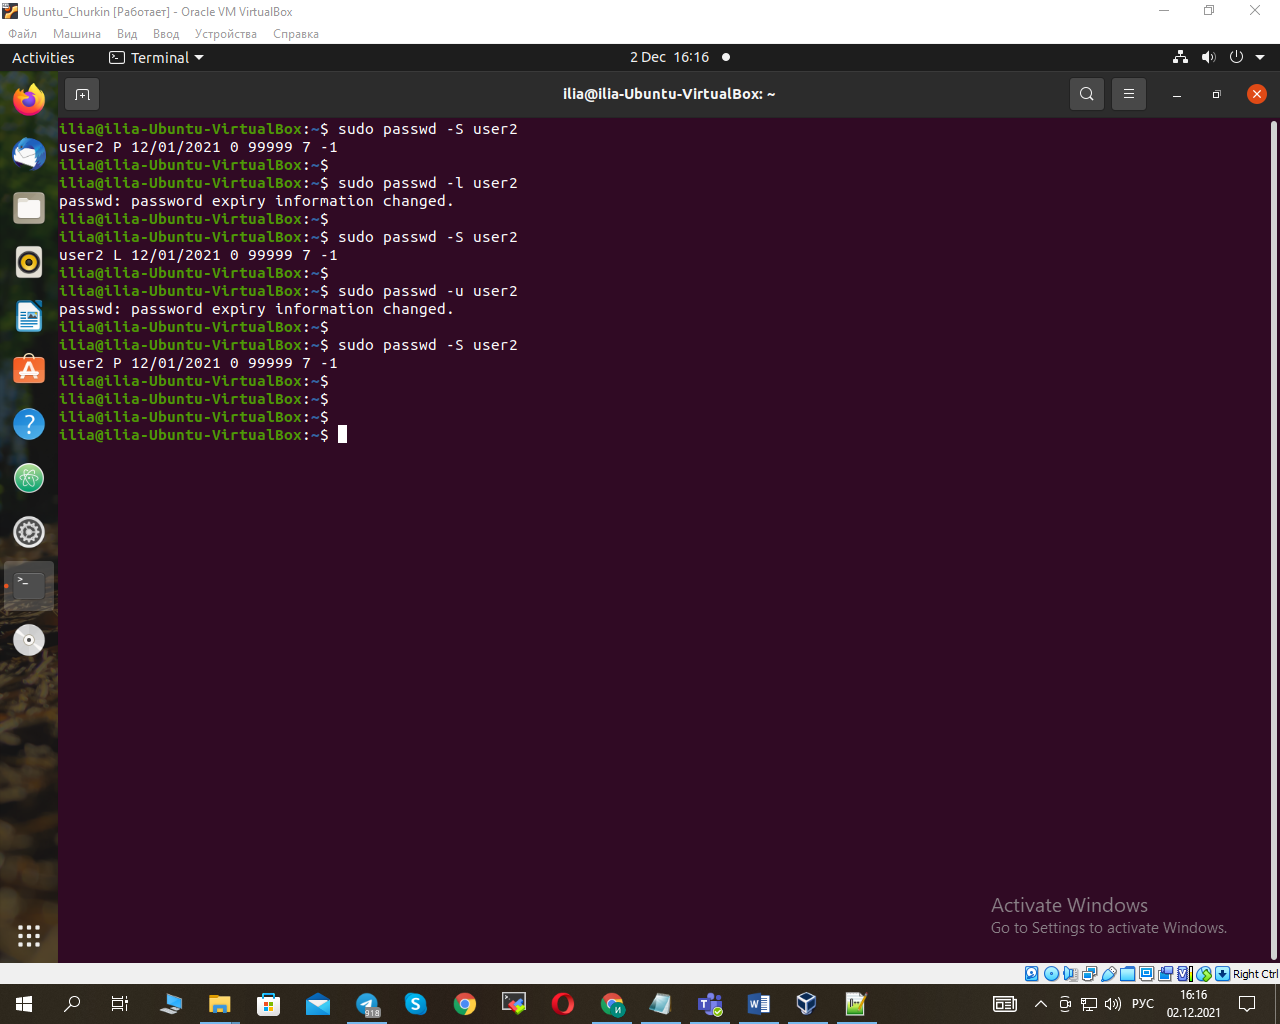 Ubuntu_Churkin [Работает] - Oracle VM VirtualBox
Файл Машина Вид Ввод Устройства Справка
Activities Terminal 2 Dec 16:16
ilia@ilia-Ubuntu-VirtualBox: ~
ilia@ilia-Ubuntu-VirtualBox:~$ sudo passwd -S user2
user2 P 12/01/2021 0 99999 7 -1
ilia@ilia-Ubuntu-VirtualBox:~$
ilia@ilia-Ubuntu-VirtualBox:~$ sudo passwd -l user2
passwd: password expiry information changed.
ilia@ilia-Ubuntu-VirtualBox:~$
ilia@ilia-Ubuntu-VirtualBox:~$ sudo passwd -S user2
user2 L 12/01/2021 0 99999 7 -1
ilia@ilia-Ubuntu-VirtualBox:~$
ilia@ilia-Ubuntu-VirtualBox:~$ sudo passwd -u user2
passwd: password expiry information changed.
ilia@ilia-Ubuntu-VirtualBox:~$
ilia@ilia-Ubuntu-VirtualBox:~$ sudo passwd -S user2
user2 P 12/01/2021 0 99999 7 -1
ilia@ilia-Ubuntu-VirtualBox:~$
ilia@ilia-Ubuntu-VirtualBox:~$
ilia@ilia-Ubuntu-VirtualBox:~$
ilia@ilia-Ubuntu-VirtualBox:~$
Activate Windows
Go to Settings to activate Windows.
Right Ctrl
918
РУС
16:16
02.12.2021